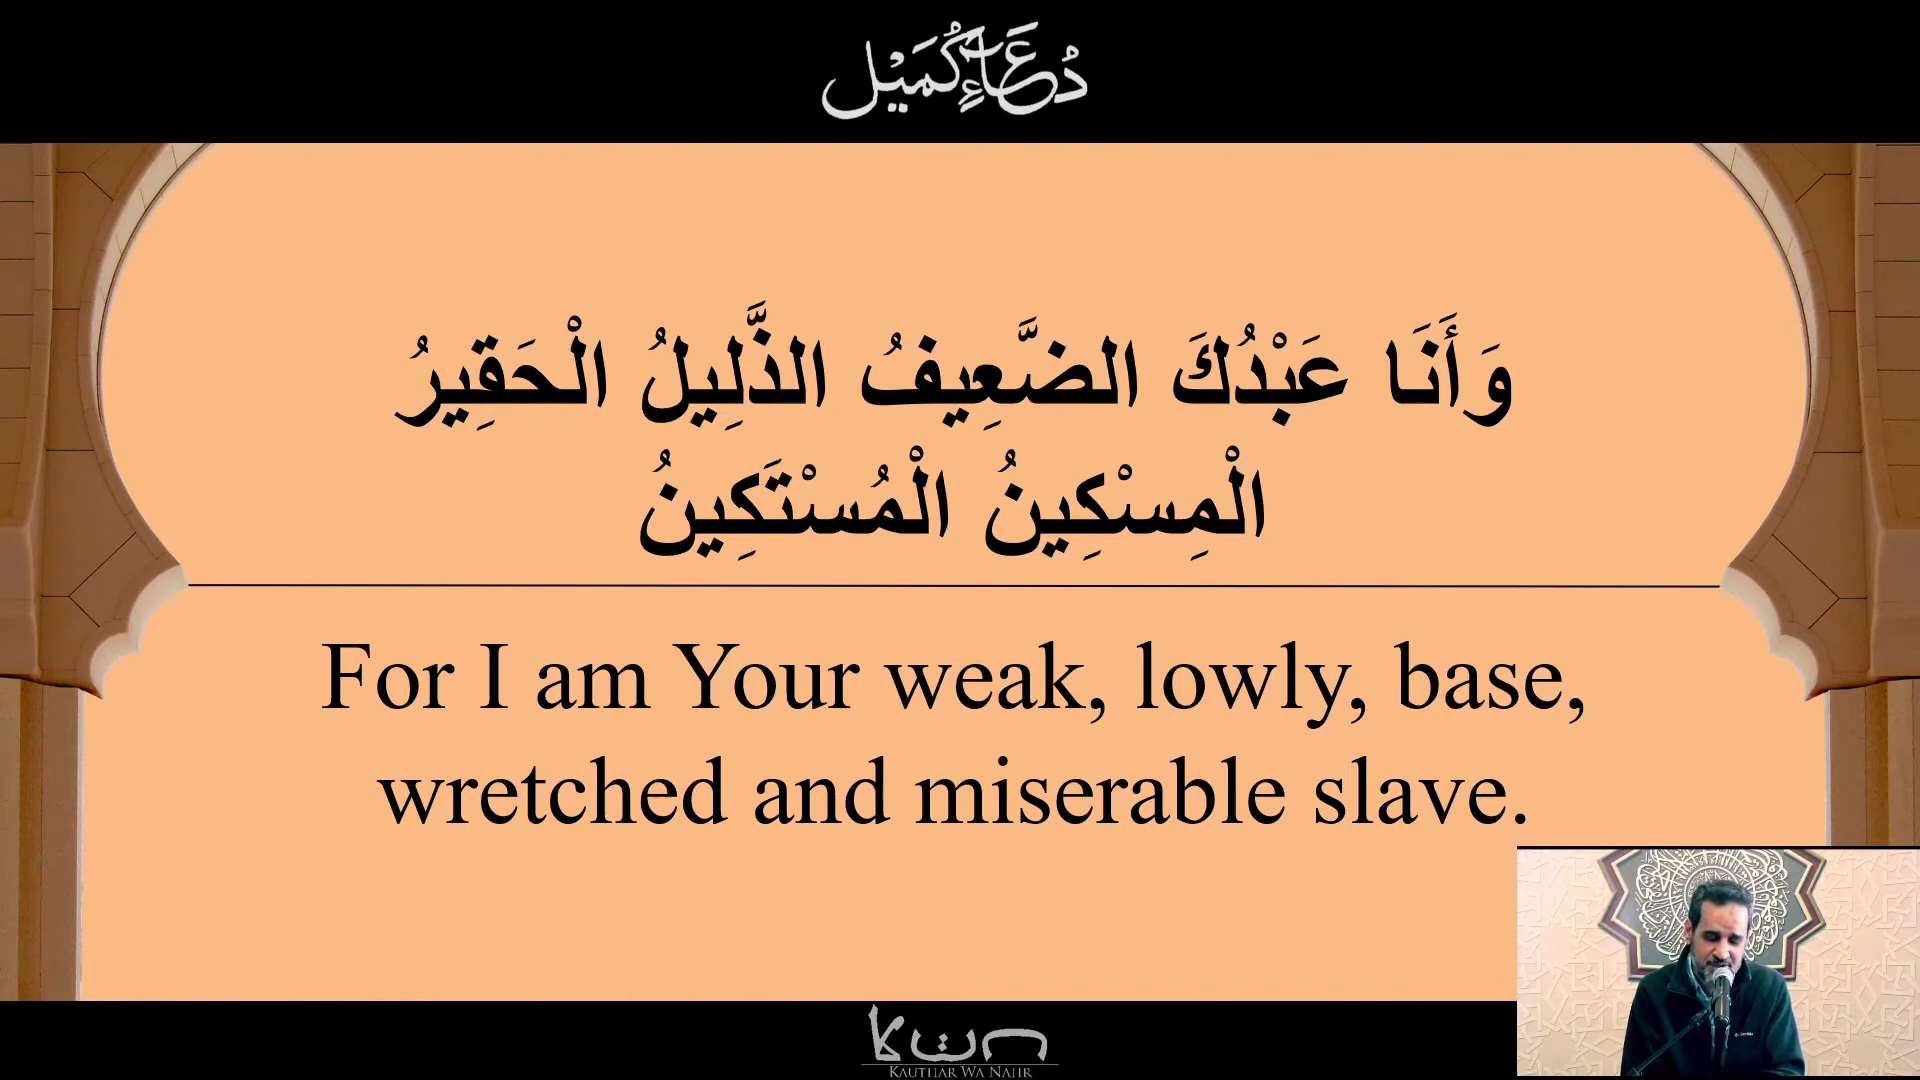 دُعَاءُ كُمَيْل
وَأَنَا عَبْدُكَ الضَّعِيفُ الذَّلِيلُ الْحَقِيرُ
الْمِسْكِينُ الْمُسْتَكِينُ
For I am Your weak, lowly, base,
wretched and miserable slave.
kwn
KAUTHAR WA NAHR